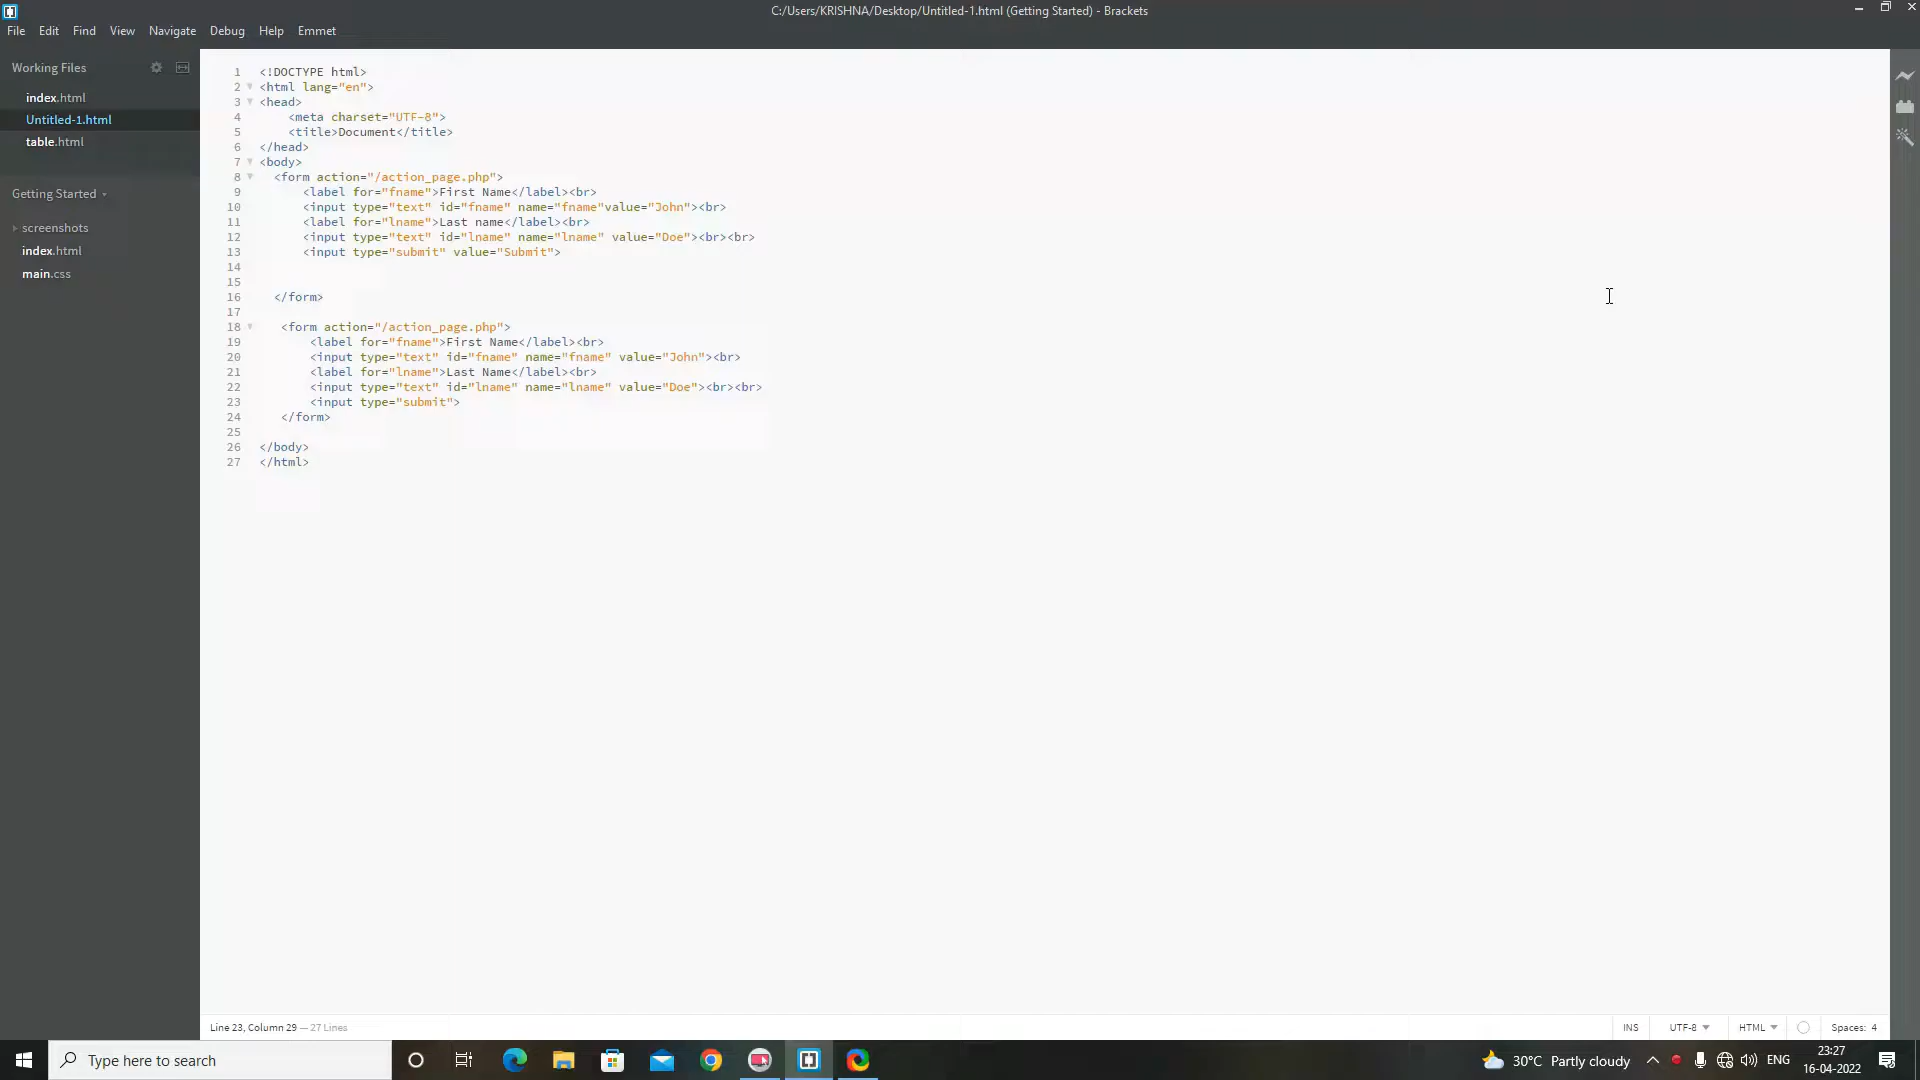 C:/Users/KRISHNA/Desktop/Untitled-1.html (Getting Started) - Brackets
File Edit Find View Navigate Debug Help Emmet
Working Files
index.html
Untitled-1.html
table.html
Getting Started
screenshots
index.html
main.css
1 <!DOCTYPE html>
2 <html lang="en">
3 <head>
4 <meta charset="UTF-8">
5 <title>Document</title>
6 </head>
7 <body>
8 <form action="/action_page.php">
9 <label for="fname">First Name</label><br>
10 <input type="text" id="fname" name="fname"value="John"><br>
11 <label for="lname">Last name</label><br>
12 <input type="text" id="lname" name="lname" value="Doe"><br><br>
13 <input type="submit" value="Submit">
14
15
16 </form>
17
18 <form action="/action_page.php">
19 <label for="fname">First Name</label><br>
20 <input type="text" id="fname" name="fname" value="John"><br>
21 <label for="lname">Last Name</label><br>
22 <input type="text" id="lname" name="lname" value="Doe"><br><br>
23 <input type="submit">
24 </form>
25
26 </body>
27 </html>
Line 23, Column 29 — 27 Lines
INS UTF-8 HTML Spaces: 4
Type here to search
30°C Partly cloudy
ENG
23:27
16-04-2022